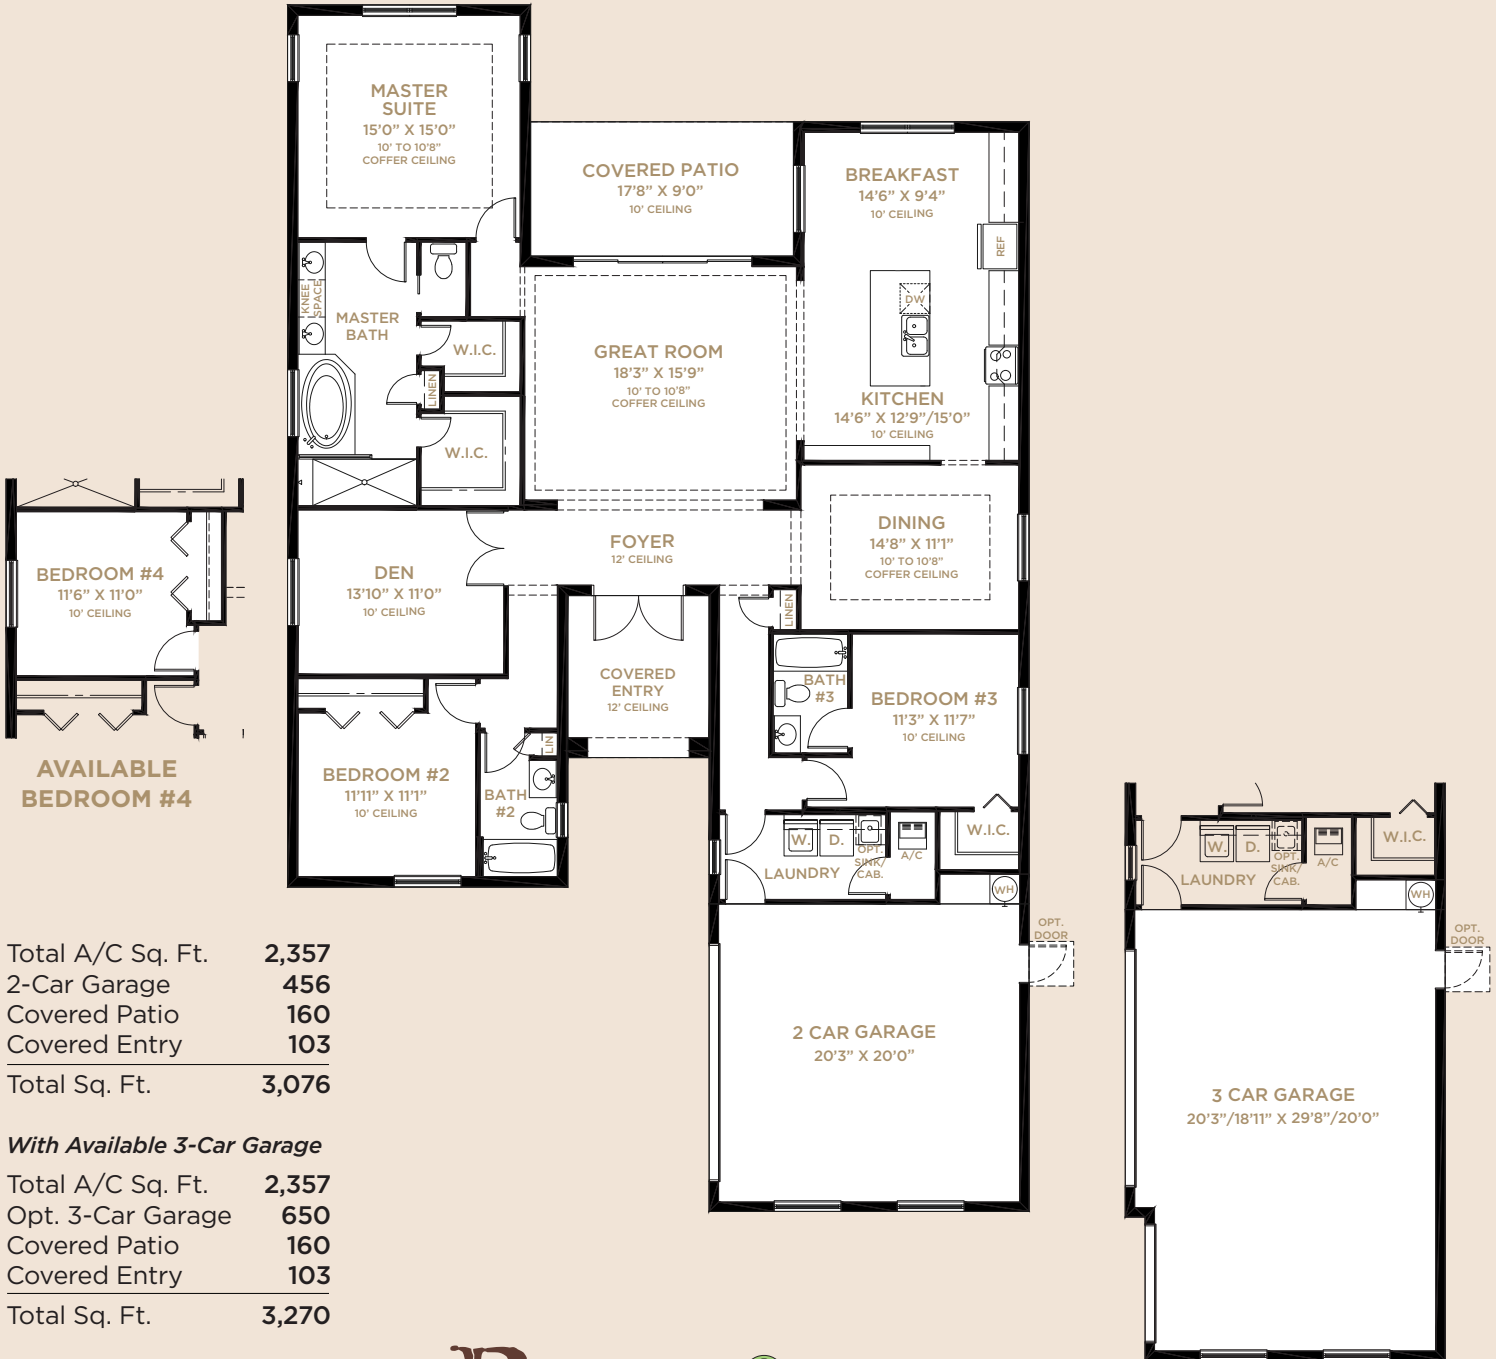 MASTER
SUITE
15'0" X 15'0"
10' TO 10'8"
COFFER CEILING
COVERED PATIO
17'8" X 9'0"
10' CEILING
BREAKFAST
14'6" X 9'4"
10' CEILING
REF
KNEE
SPACE
MASTER
BATH
W.I.C.
LINEN
W.I.C.
GREAT ROOM
18'3" X 15'9"
10' TO 10'8"
COFFER CEILING
DW
KITCHEN
14'6" X 12'9"/15'0"
10' CEILING
DINING
14'8" X 11'1"
10' TO 10'8"
COFFER CEILING
FOYER
12' CEILING
DEN
13'10" X 11'0"
10' CEILING
BEDROOM #4
11'6" X 11'0"
10' CEILING
AVAILABLE
BEDROOM #4
COVERED
ENTRY
12' CEILING
LINEN
BATH
#3
BEDROOM #3
11'3" X 11'7"
10' CEILING
BEDROOM #2
11'11" X 11'1"
10' CEILING
LIN
BATH
#2
W.
D.
OPT.
SINK/
CAB.
A/C
W.I.C.
LAUNDRY
WH
OPT.
DOOR
2 CAR GARAGE
20'3" X 20'0"
W.
D.
OPT.
SINK/
CAB.
A/C
W.I.C.
LAUNDRY
WH
OPT.
DOOR
3 CAR GARAGE
20'3"/18'11" X 29'8"/20'0"
Total A/C Sq. Ft. 2,357
2-Car Garage 456
Covered Patio 160
Covered Entry 103
Total Sq. Ft. 3,076
With Available 3-Car Garage
Total A/C Sq. Ft. 2,357
Opt. 3-Car Garage 650
Covered Patio 160
Covered Entry 103
Total Sq. Ft. 3,270